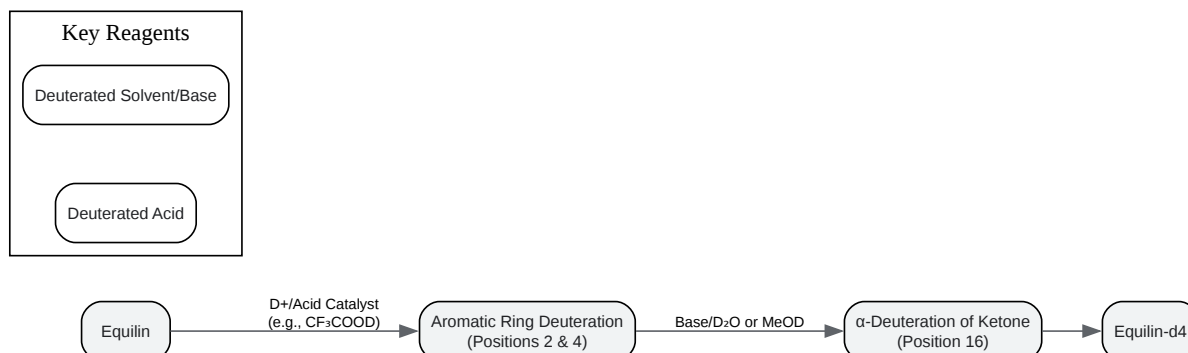 Key Reagents
Deuterated Solvent/Base
Deuterated Acid
Equilin
D+/Acid Catalyst
(e.g., CF₃COOD)
Aromatic Ring Deuteration
(Positions 2 & 4)
Base/D₂O or MeOD
α-Deuteration of Ketone
(Position 16)
Equilin-d4